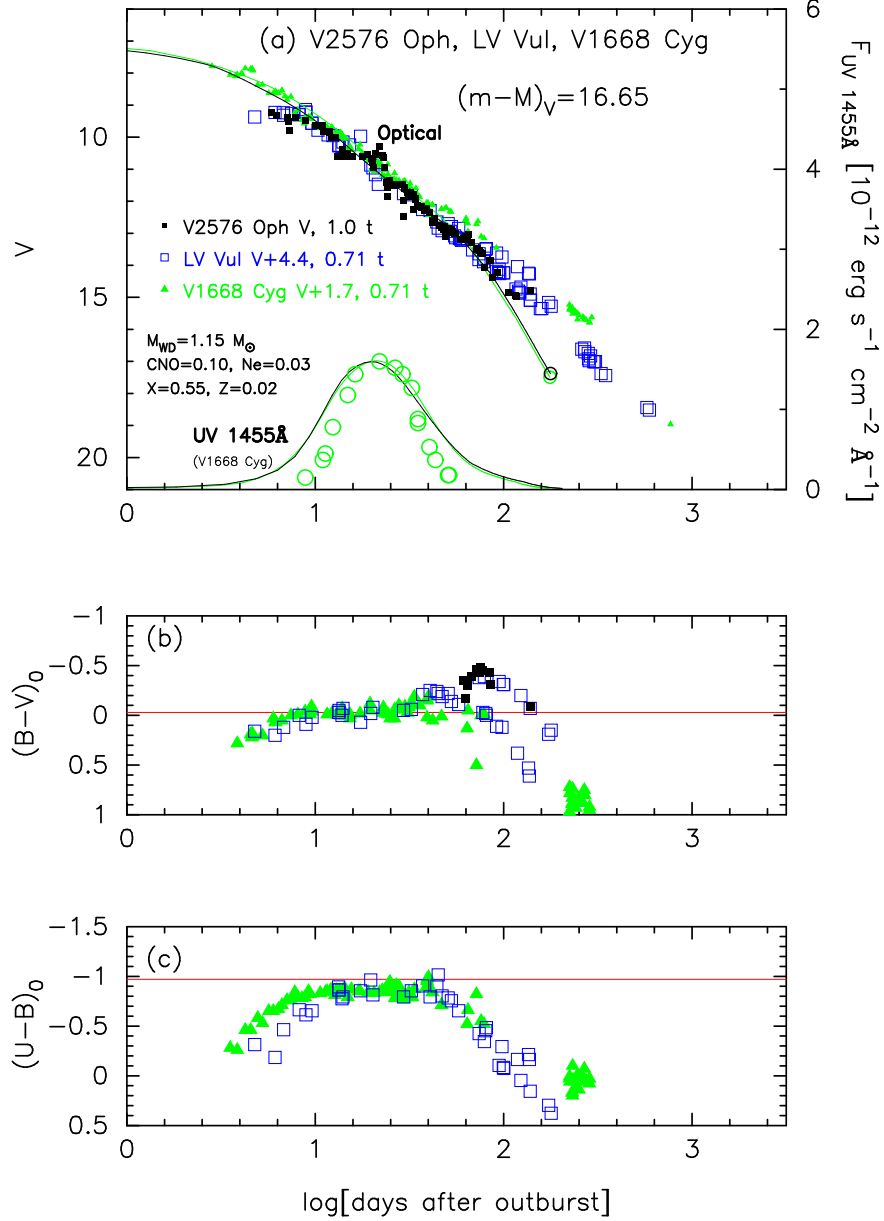 (a) V2576 Oph, LV Vul, V1668 Cyg
(m−M)V=16.65
Optical
V2576 Oph V, 1.0 t
LV Vul V+4.4, 0.71 t
V1668 Cyg V+1.7, 0.71 t
MWD=1.15 M⊙
CNO=0.10, Ne=0.03
X=0.55, Z=0.02
UV 1455Å
(V1668 Cyg)
V
10
15
20
0
1
2
3
6
4
2
0
FUV 1455Å [10−12 erg s−1 cm−2 Å−1]
(b)
(B−V)0
−1
−0.5
0
0.5
1
0
1
2
3
(c)
(U−B)0
−1.5
−1
−0.5
0
0.5
0
1
2
3
log[days after outburst]